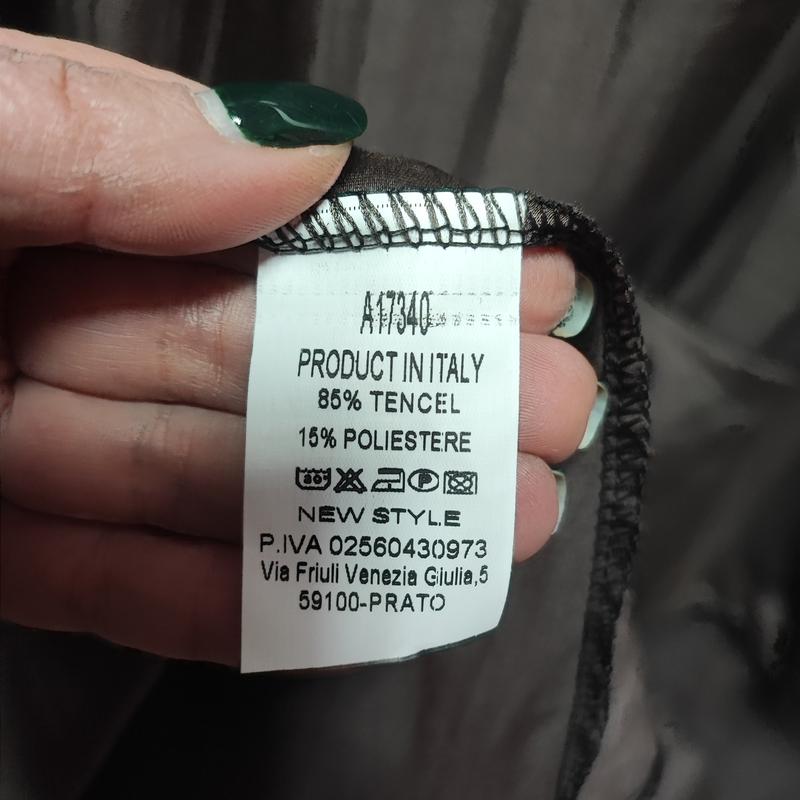 A17340
PRODUCT IN ITALY
85% TENCEL
15% POLIESTERE
30 P
NEW STYLE
P.IVA 02560430973
Via Friuli Venezia Giulia,5
59100-PRATO